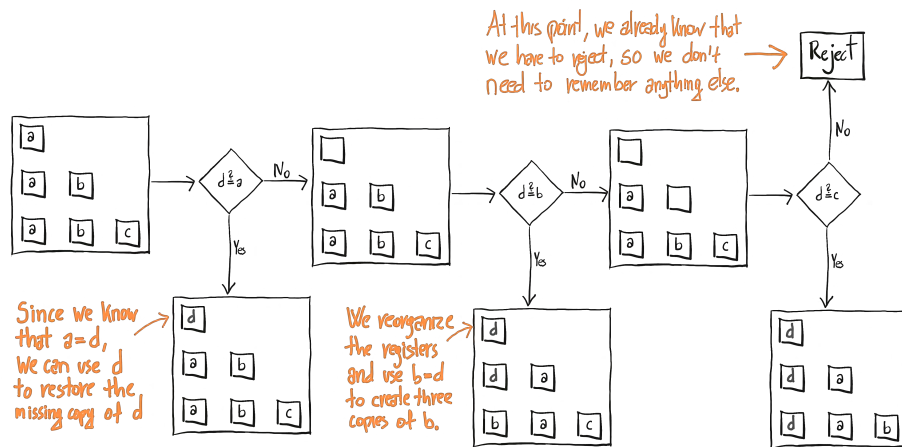 At this point, we already know that
we have to reject, so we don't
need to remember anything else.
Reject
No
a
a b
a b c
d≟a
No
a b
a b c
d≟b
No
a
a b c
d≟c
Yes
Yes
Yes
Since we know
that a=d,
we can use d
to restore the
missing copy of d
d
a b
a b c
We reorganize
the registers
and use b=d
to create three
copies of b.
d
d a
b a c
d
d a
d a b